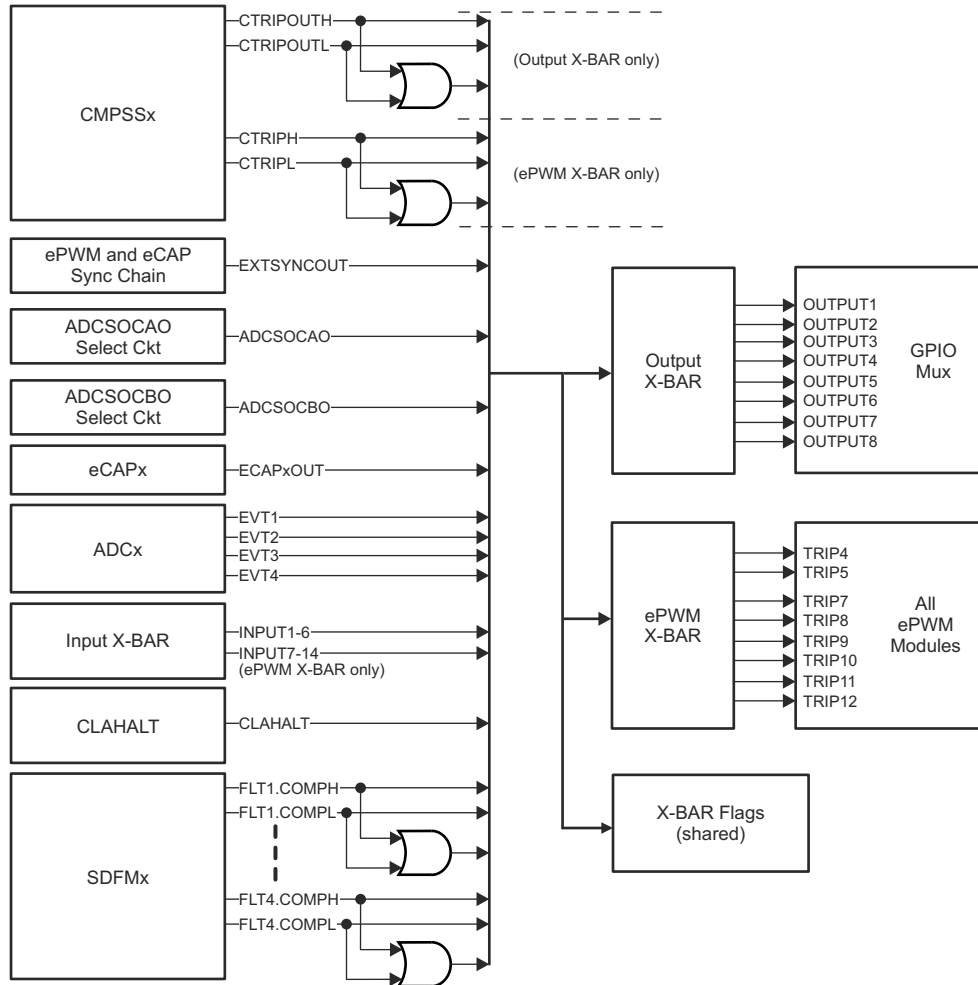 CMPSSx
CTRIPOUTH
CTRIPOUTL
(Output X-BAR only)
CTRIPH
CTRIPL
(ePWM X-BAR only)
ePWM and eCAP
Sync Chain
EXTSYNCOUT
ADCSOCAO
Select Ckt
ADCSOCAO
ADCSOCBO
Select Ckt
ADCSOCBO
eCAPx
ECAPxOUT
ADCx
EVT1
EVT2
EVT3
EVT4
Input X-BAR
INPUT1-6
INPUT7-14
(ePWM X-BAR only)
CLAHALT
CLAHALT
SDFMx
FLT1.COMPH
FLT1.COMPL
FLT4.COMPH
FLT4.COMPL
Output
X-BAR
OUTPUT1
OUTPUT2
OUTPUT3
OUTPUT4
OUTPUT5
OUTPUT6
OUTPUT7
OUTPUT8
GPIO
Mux
ePWM
X-BAR
TRIP4
TRIP5
TRIP7
TRIP8
TRIP9
TRIP10
TRIP11
TRIP12
All
ePWM
Modules
X-BAR Flags
(shared)